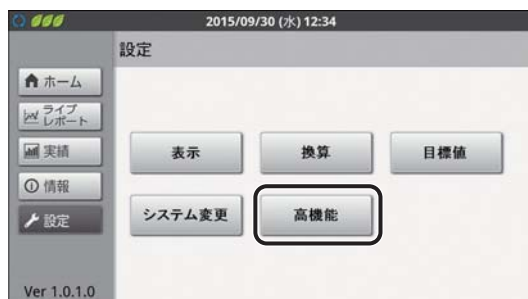 2015/09/30 (水) 12:34
設定
ホーム
ライブ
レポート
実績
情報
設定
表示
換算
目標値
システム変更
高機能
Ver 1.0.1.0